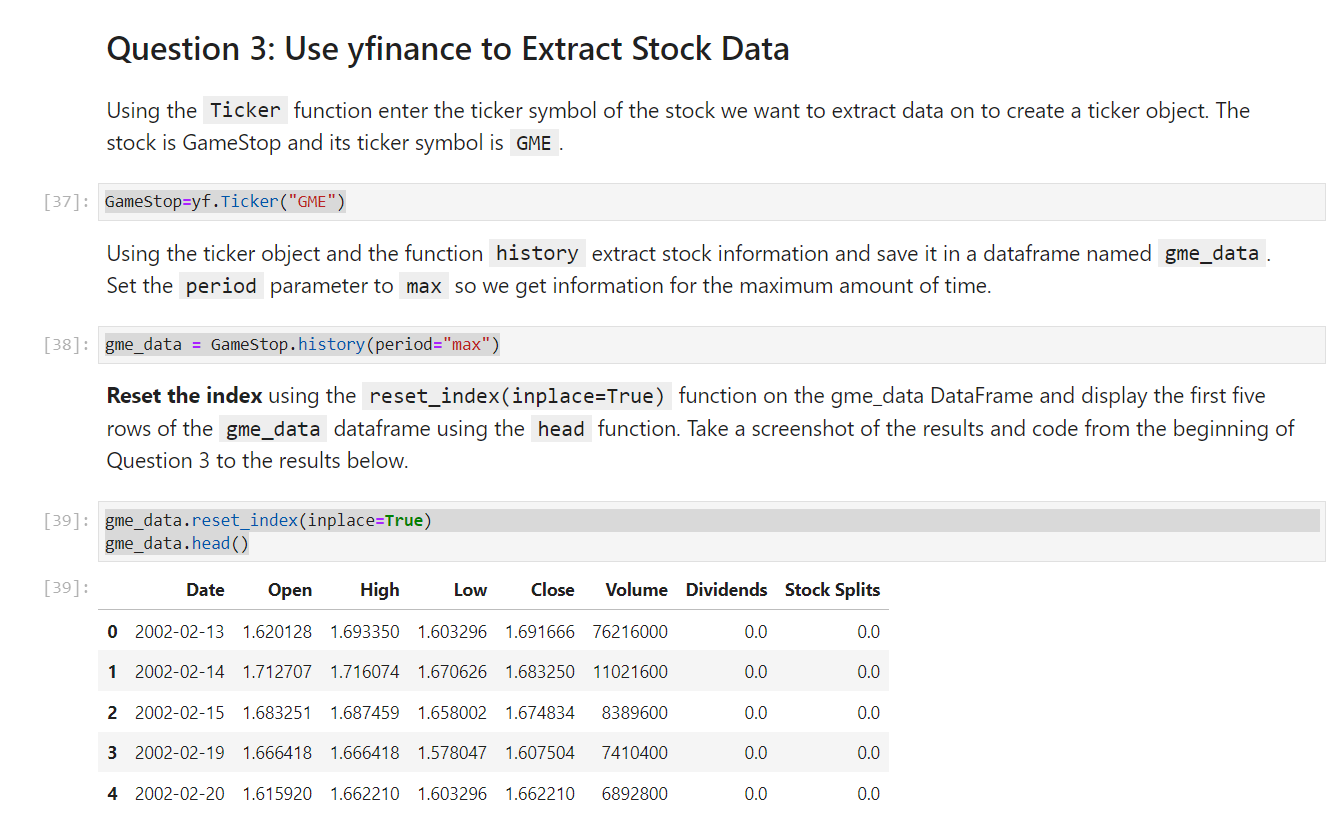 Question 3: Use yfinance to Extract Stock Data
Using the Ticker function enter the ticker symbol of the stock we want to extract data on to create a ticker object. The
stock is GameStop and its ticker symbol is GME .
[37]: GameStop=yf.Ticker("GME")
Using the ticker object and the function history extract stock information and save it in a dataframe named gme_data .
Set the period parameter to max so we get information for the maximum amount of time.
[38]: gme_data = GameStop.history(period="max")
Reset the index using the reset_index(inplace=True) function on the gme_data DataFrame and display the first five
rows of the gme_data dataframe using the head function. Take a screenshot of the results and code from the beginning of
Question 3 to the results below.
[39]: gme_data.reset_index(inplace=True)
gme_data.head()
[39]: Date Open High Low Close Volume Dividends Stock Splits
0 2002-02-13 1.620128 1.693350 1.603296 1.691666 76216000 0.0 0.0
1 2002-02-14 1.712707 1.716074 1.670626 1.683250 11021600 0.0 0.0
2 2002-02-15 1.683251 1.687459 1.658002 1.674834 8389600 0.0 0.0
3 2002-02-19 1.666418 1.666418 1.578047 1.607504 7410400 0.0 0.0
4 2002-02-20 1.615920 1.662210 1.603296 1.662210 6892800 0.0 0.0